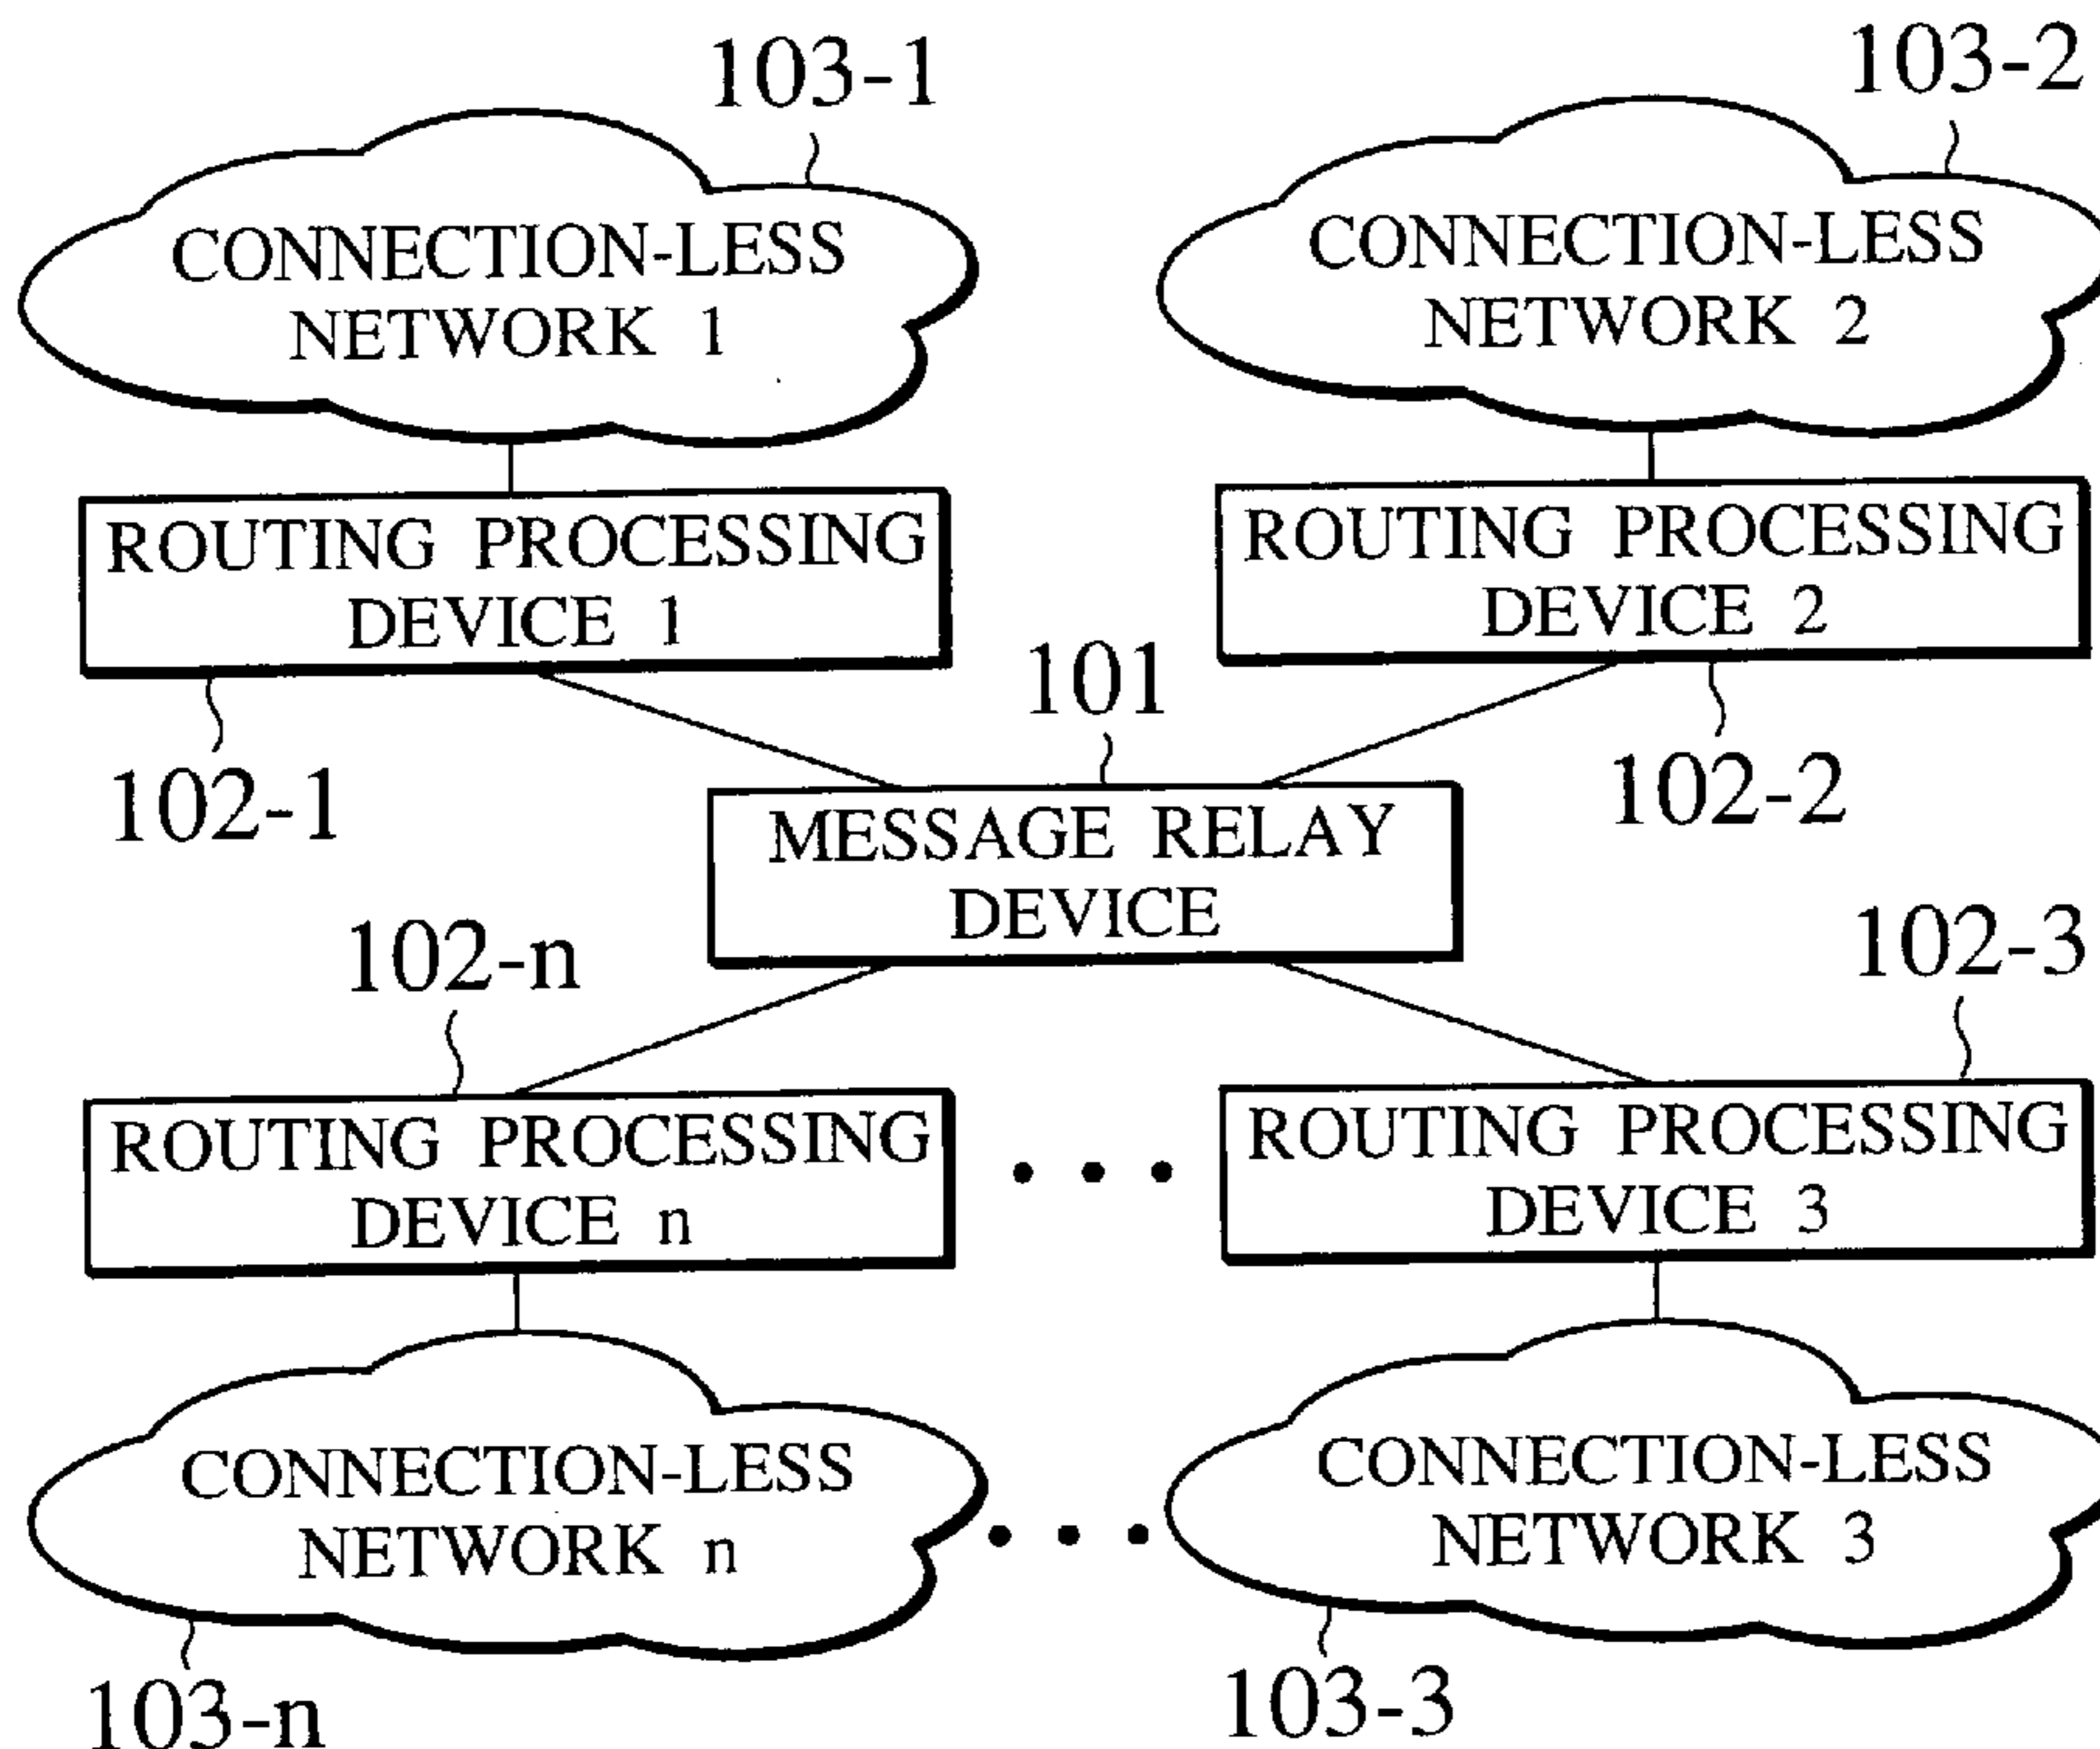 103-1
103-2
CONNECTION-LESS
NETWORK 1
CONNECTION-LESS
NETWORK 2
ROUTING PROCESSING
DEVICE 1
ROUTING PROCESSING
DEVICE 2
102-1
101
102-2
MESSAGE RELAY
DEVICE
102-n
102-3
ROUTING PROCESSING
DEVICE n
• • •
ROUTING PROCESSING
DEVICE 3
CONNECTION-LESS
NETWORK n
• • •
CONNECTION-LESS
NETWORK 3
103-n
103-3